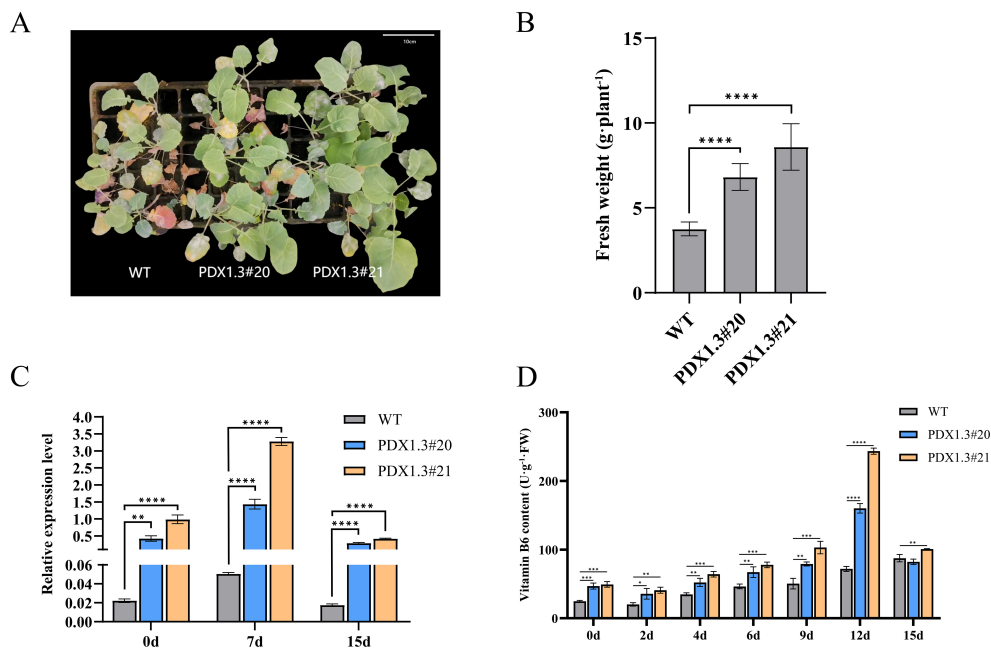 A
10cm
WT PDX1.3#20 PDX1.3#21
B
Fresh weight (g·plant⁻¹)
15
10
5
0
****
****
WT PDX1.3#20 PDX1.3#21
C
Relative expression level
4.0
3.5
3.0
2.5
2.0
1.5
1.0
0.5
0.06
0.04
0.02
0.00
WT
PDX1.3#20
PDX1.3#21
****
**
****
****
****
****
0d 7d 15d
D
Vitamin B6 content (U·g⁻¹·FW)
300
200
100
0
WT
PDX1.3#20
PDX1.3#21
***
***
**
*
***
**
***
**
***
**
****
****
**
0d 2d 4d 6d 9d 12d 15d